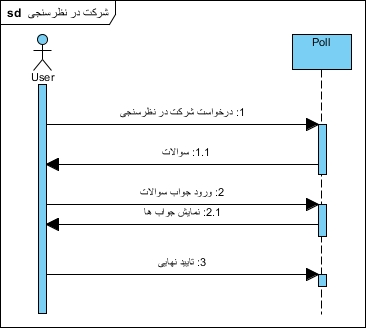 sd شرکت در نظرسنجی
User
Poll
1: درخواست شرکت در نظرسنجی
1.1: سوالات
2: ورود جواب سوالات
2.1: نمایش جواب ها
3: تایید نهایی